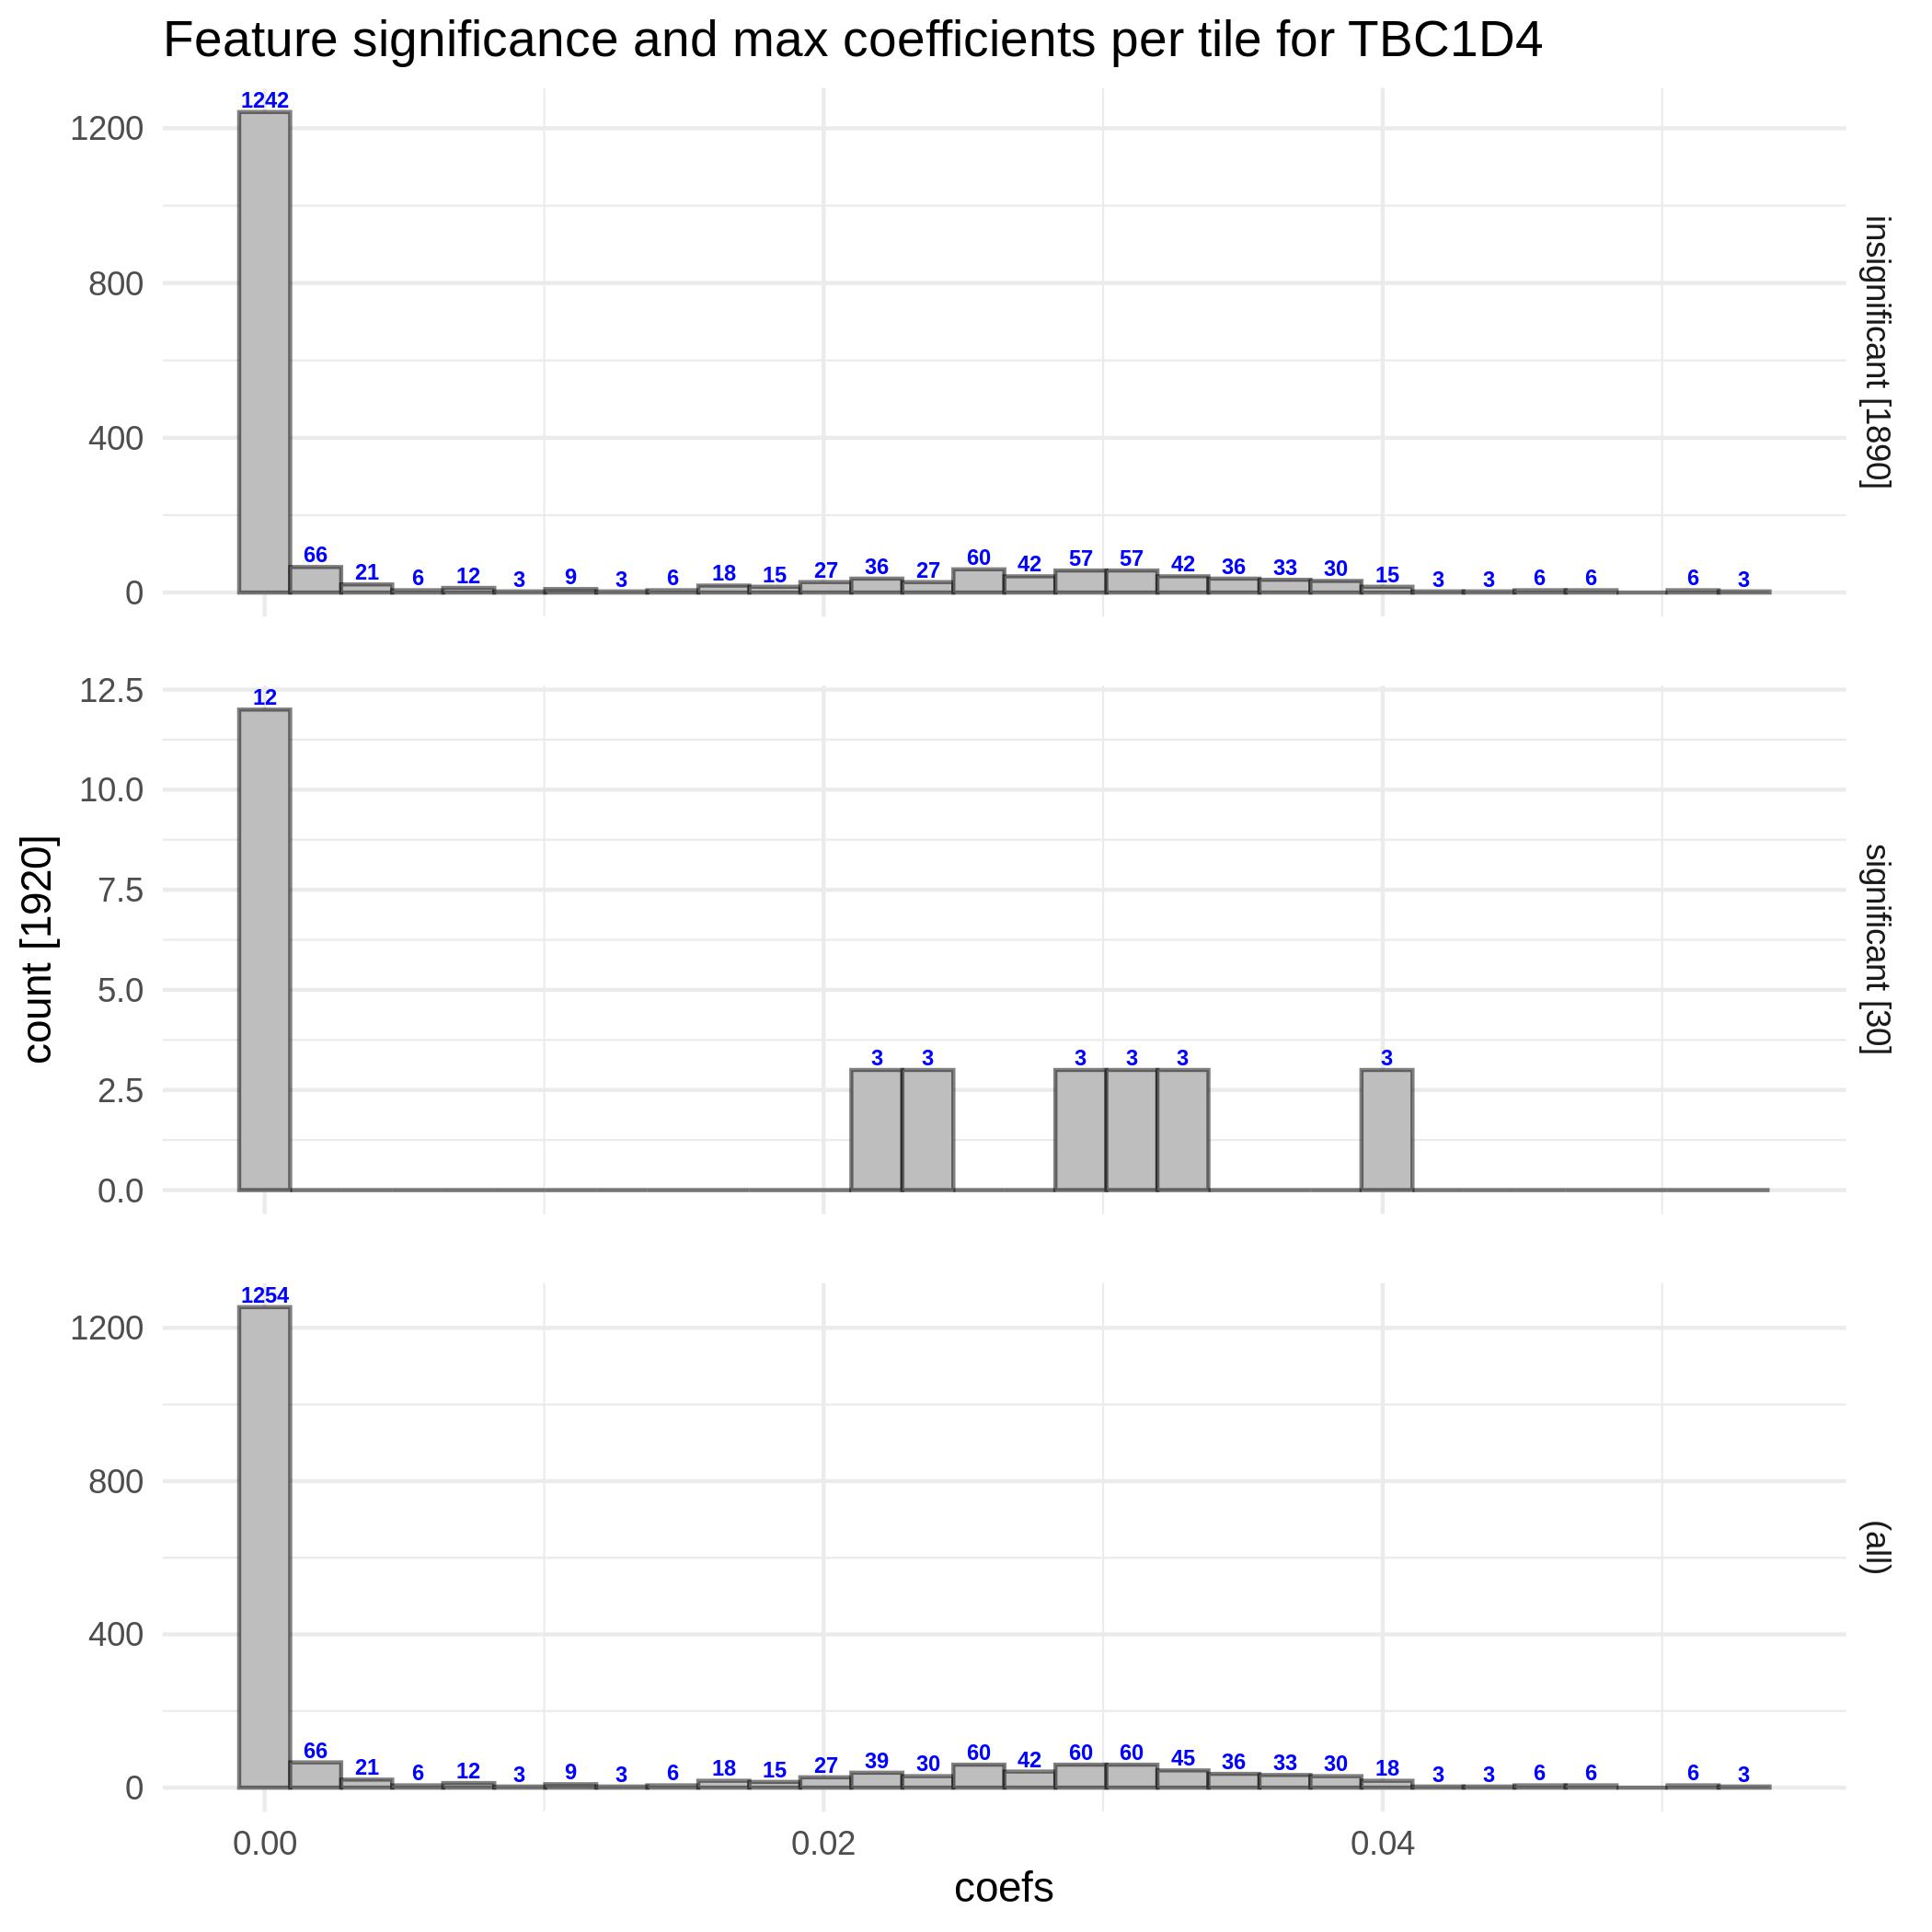 Feature significance and max coefficients per tile for TBC1D4
count [1920]
1200
800
400
0
1242
66 21 6 12 3 9 3 6 18 15 27 36 27 60 42 57 57 42 36 33 30 15 3 3 6 6 6 3
insignificant [1890]
12.5
10.0
7.5
5.0
2.5
0.0
12
3 3 3 3 3 3
significant [30]
1200
800
400
0
1254
66 21 6 12 3 9 3 6 18 15 27 39 30 60 42 60 60 45 36 33 30 18 3 3 6 6 6 3
(all)
0.00 0.02 0.04
coefs